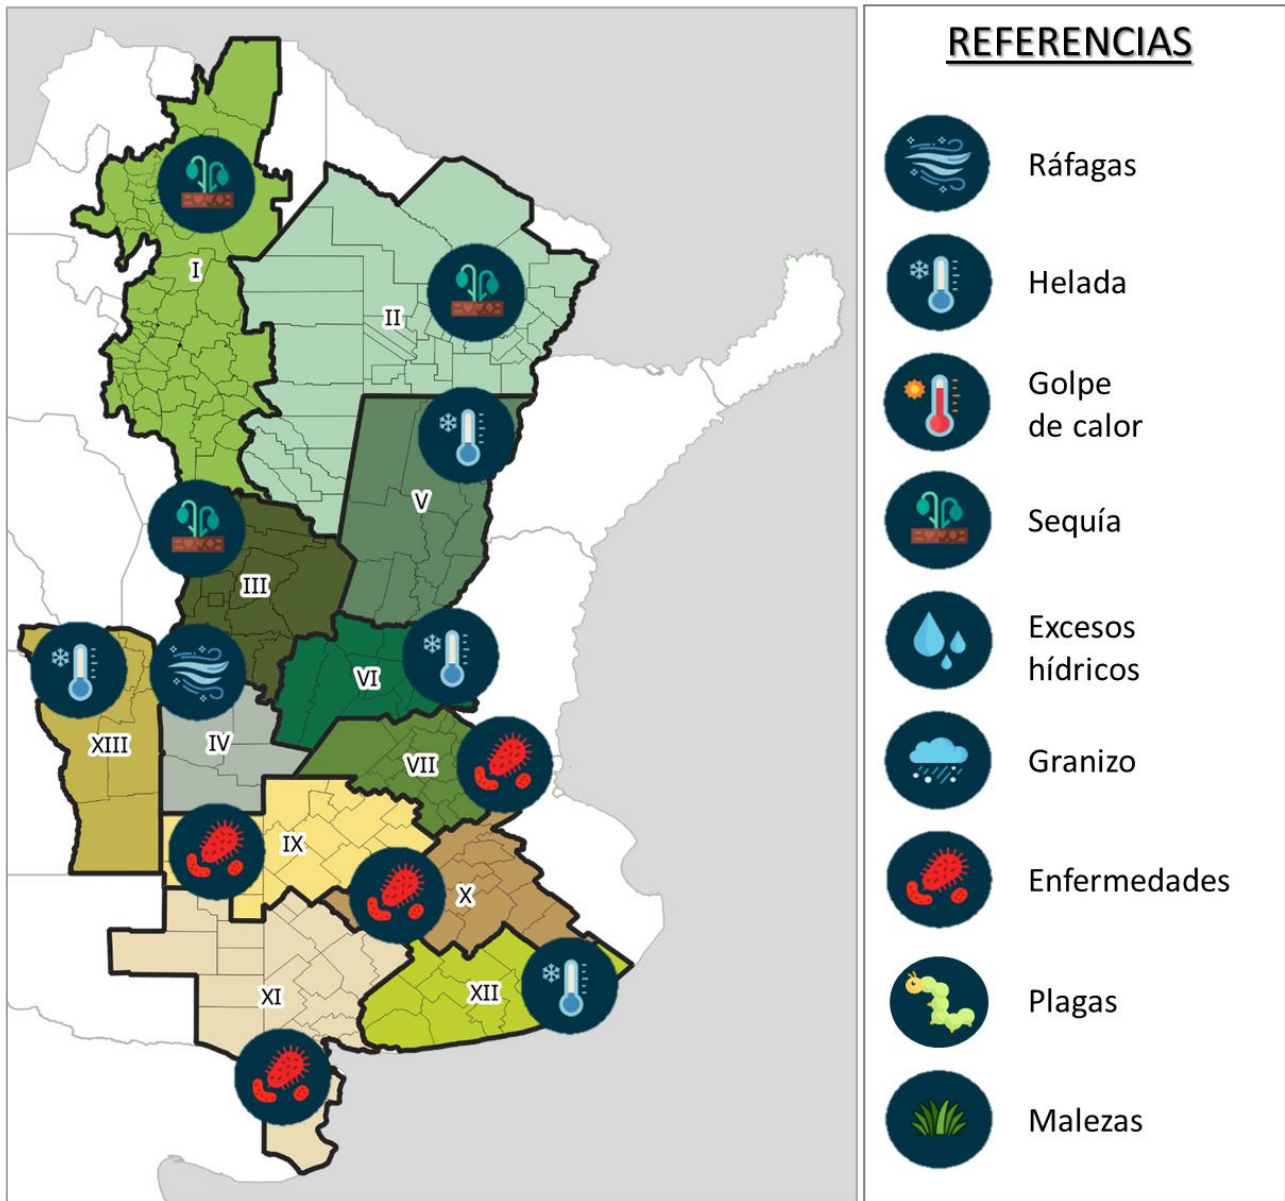 REFERENCIAS
Ráfagas
Helada
Golpe
de calor
Sequía
Excesos
hídricos
Granizo
Enfermedades
Plagas
Malezas
I
II
V
III
VI
XIII
IV
VII
IX
X
XI
XII